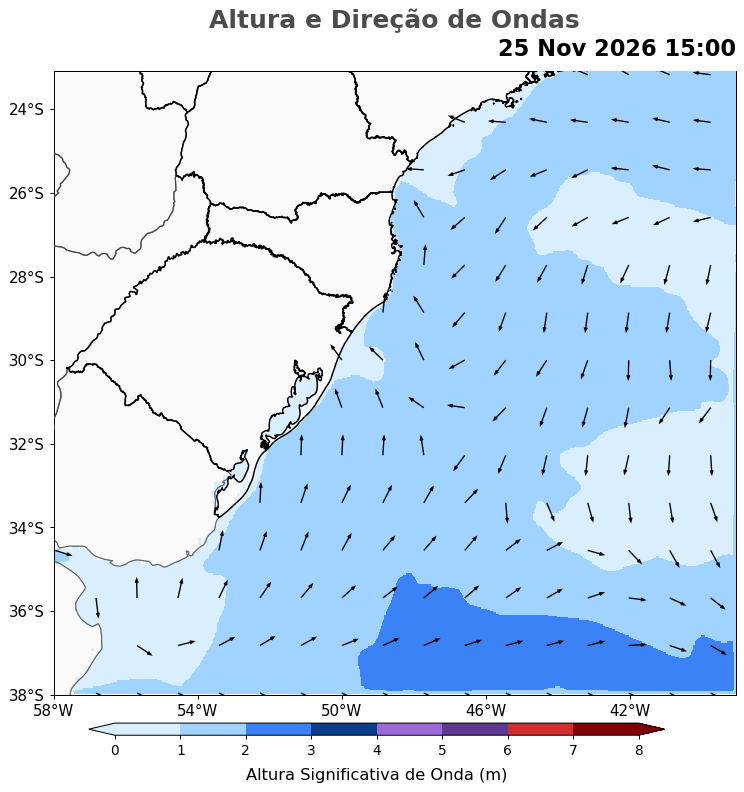 Altura e Direção de Ondas
25 Nov 2026 15:00
24°S
26°S
28°S
30°S
32°S
34°S
36°S
38°S
58°W 54°W 50°W 46°W 42°W
0 1 2 3 4 5 6 7 8
Altura Significativa de Onda (m)